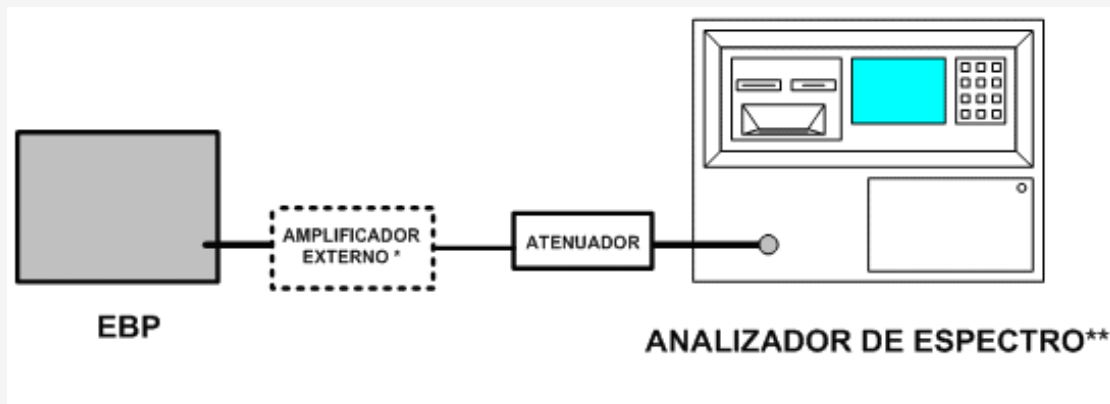 AMPLIFICADOR
EXTERNO *
ATENUADOR
EBP
ANALIZADOR DE ESPECTRO**